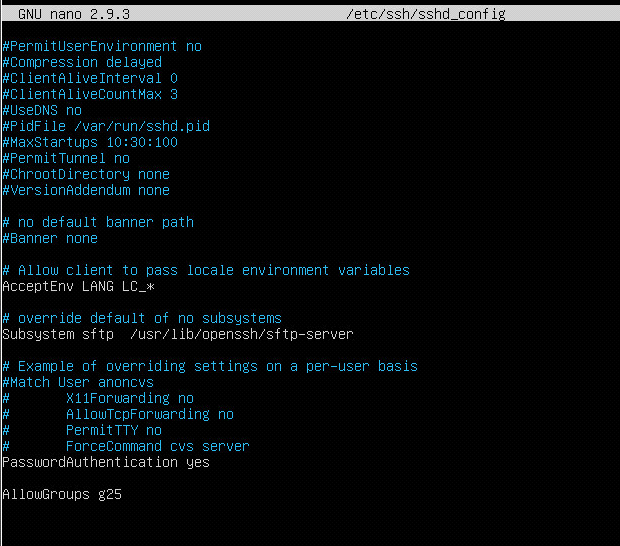 GNU nano 2.9.3 /etc/ssh/sshd_config
#PermitUserEnvironment no
#Compression delayed
#ClientAliveInterval 0
#ClientAliveCountMax 3
#UseDNS no
#PidFile /var/run/sshd.pid
#MaxStartups 10:30:100
#PermitTunnel no
#ChrootDirectory none
#VersionAddendum none
# no default banner path
#Banner none
# Allow client to pass locale environment variables
AcceptEnv LANG LC_*
# override default of no subsystems
Subsystem sftp  /usr/lib/openssh/sftp-server
# Example of overriding settings on a per-user basis
#Match User anoncvs
#       X11Forwarding no
#       AllowTcpForwarding no
#       PermitTTY no
#       ForceCommand cvs server
PasswordAuthentication yes
AllowGroups g25